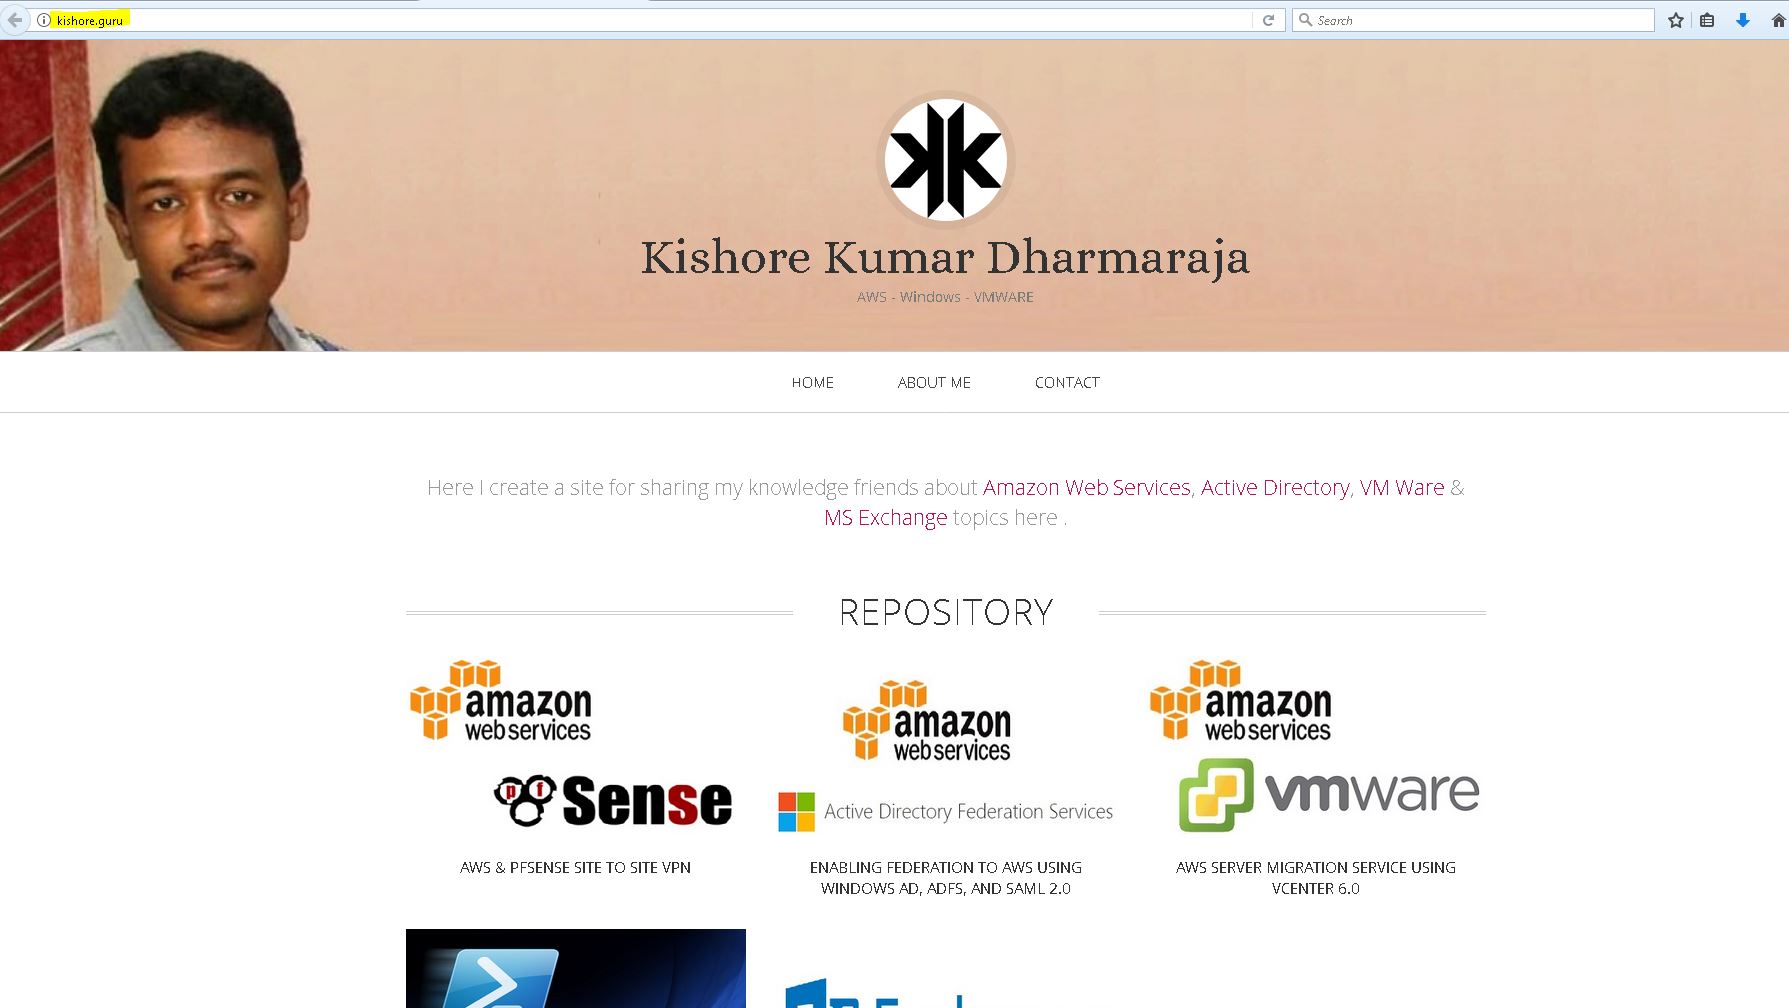 kishore.guru
Search
Kishore Kumar Dharmaraja
AWS - Windows - VMWARE
HOME ABOUT ME CONTACT
Here I create a site for sharing my knowledge friends about Amazon Web Services, Active Directory, VM Ware &
MS Exchange topics here .
REPOSITORY
amazon
web services
pf Sense
AWS & PFSENSE SITE TO SITE VPN
amazon
web services
Active Directory Federation Services
ENABLING FEDERATION TO AWS USING
WINDOWS AD, ADFS, AND SAML 2.0
amazon
web services
vmware
AWS SERVER MIGRATION SERVICE USING
VCENTER 6.0